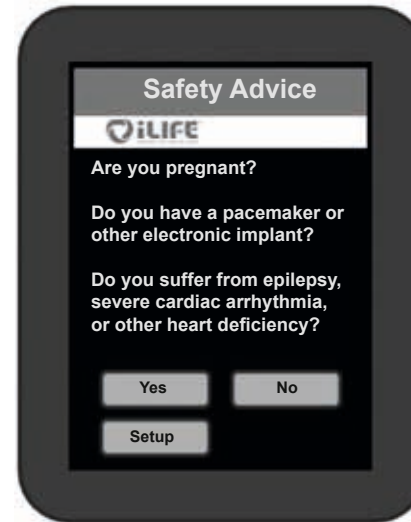 Safety Advice
iLIFE
Are you pregnant?
Do you have a pacemaker or
other electronic implant?
Do you suffer from epilepsy,
severe cardiac arrhythmia,
or other heart deficiency?
Yes No
Setup